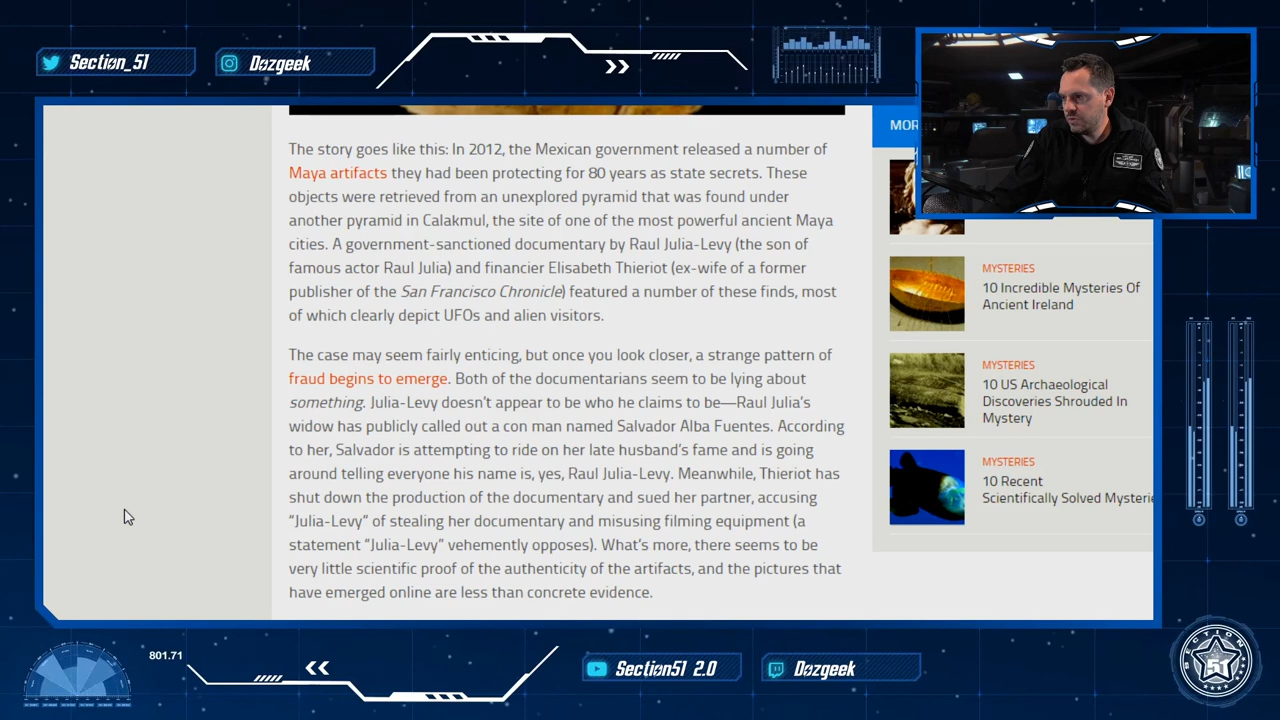 Section_51
Dazgeek
The story goes like this: In 2012, the Mexican government released a number of
Maya artifacts they had been protecting for 80 years as state secrets. These
objects were retrieved from an unexplored pyramid that was found under
another pyramid in Calakmul, the site of one of the most powerful ancient Maya
cities. A government-sanctioned documentary by Raul Julia-Levy (the son of
famous actor Raul Julia) and financier Elisabeth Thieriot (ex-wife of a former
publisher of the San Francisco Chronicle) featured a number of these finds, most
of which clearly depict UFOs and alien visitors.
The case may seem fairly enticing, but once you look closer, a strange pattern of
fraud begins to emerge. Both of the documentarians seem to be lying about
something. Julia-Levy doesn't appear to be who he claims to be—Raul Julia's
widow has publicly called out a con man named Salvador Alba Fuentes. According
to her, Salvador is attempting to ride on her late husband's fame and is going
around telling everyone his name is, yes, Raul Julia-Levy. Meanwhile, Thieriot has
shut down the production of the documentary and sued her partner, accusing
“Julia-Levy” of stealing her documentary and misusing filming equipment (a
statement “Julia-Levy” vehemently opposes). What's more, there seems to be
very little scientific proof of the authenticity of the artifacts, and the pictures that
have emerged online are less than concrete evidence.
MOR
MYSTERIES
10 Incredible Mysteries Of
Ancient Ireland
MYSTERIES
10 US Archaeological
Discoveries Shrouded In
Mystery
MYSTERIES
10 Recent
Scientifically Solved Mysterie
801.71
Section51 2.0
Dazgeek
SECTION
51